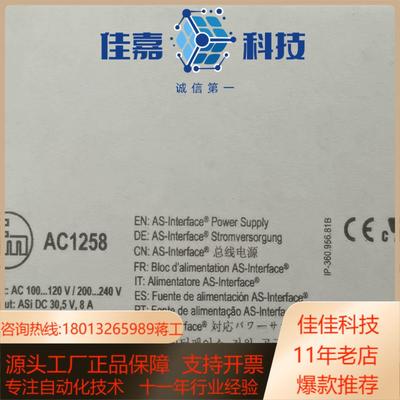 佳嘉 科技
诚信第一
AC1258
EN: AS-Interface® Power Supply
DE: AS-Interface® Stromversorgung
CN: AS-Interface® 总线电源
FR: Bloc d'alimentation AS-Interface®
IT: Alimentatore AS-Interface®
ES: Fuente de alimentación AS-Interface®
PT: Fonte de alimentação AS-Interface®
AC 100...120 V / 200...240 V
ASi DC 30,5 V, 8 A
IP-360.956.81B
CE
咨询热线:18013265989蒋工
佳佳科技
11年老店
爆款推荐
源头工厂正品保障 支持开票
专注自动化技术 十一年行业经验